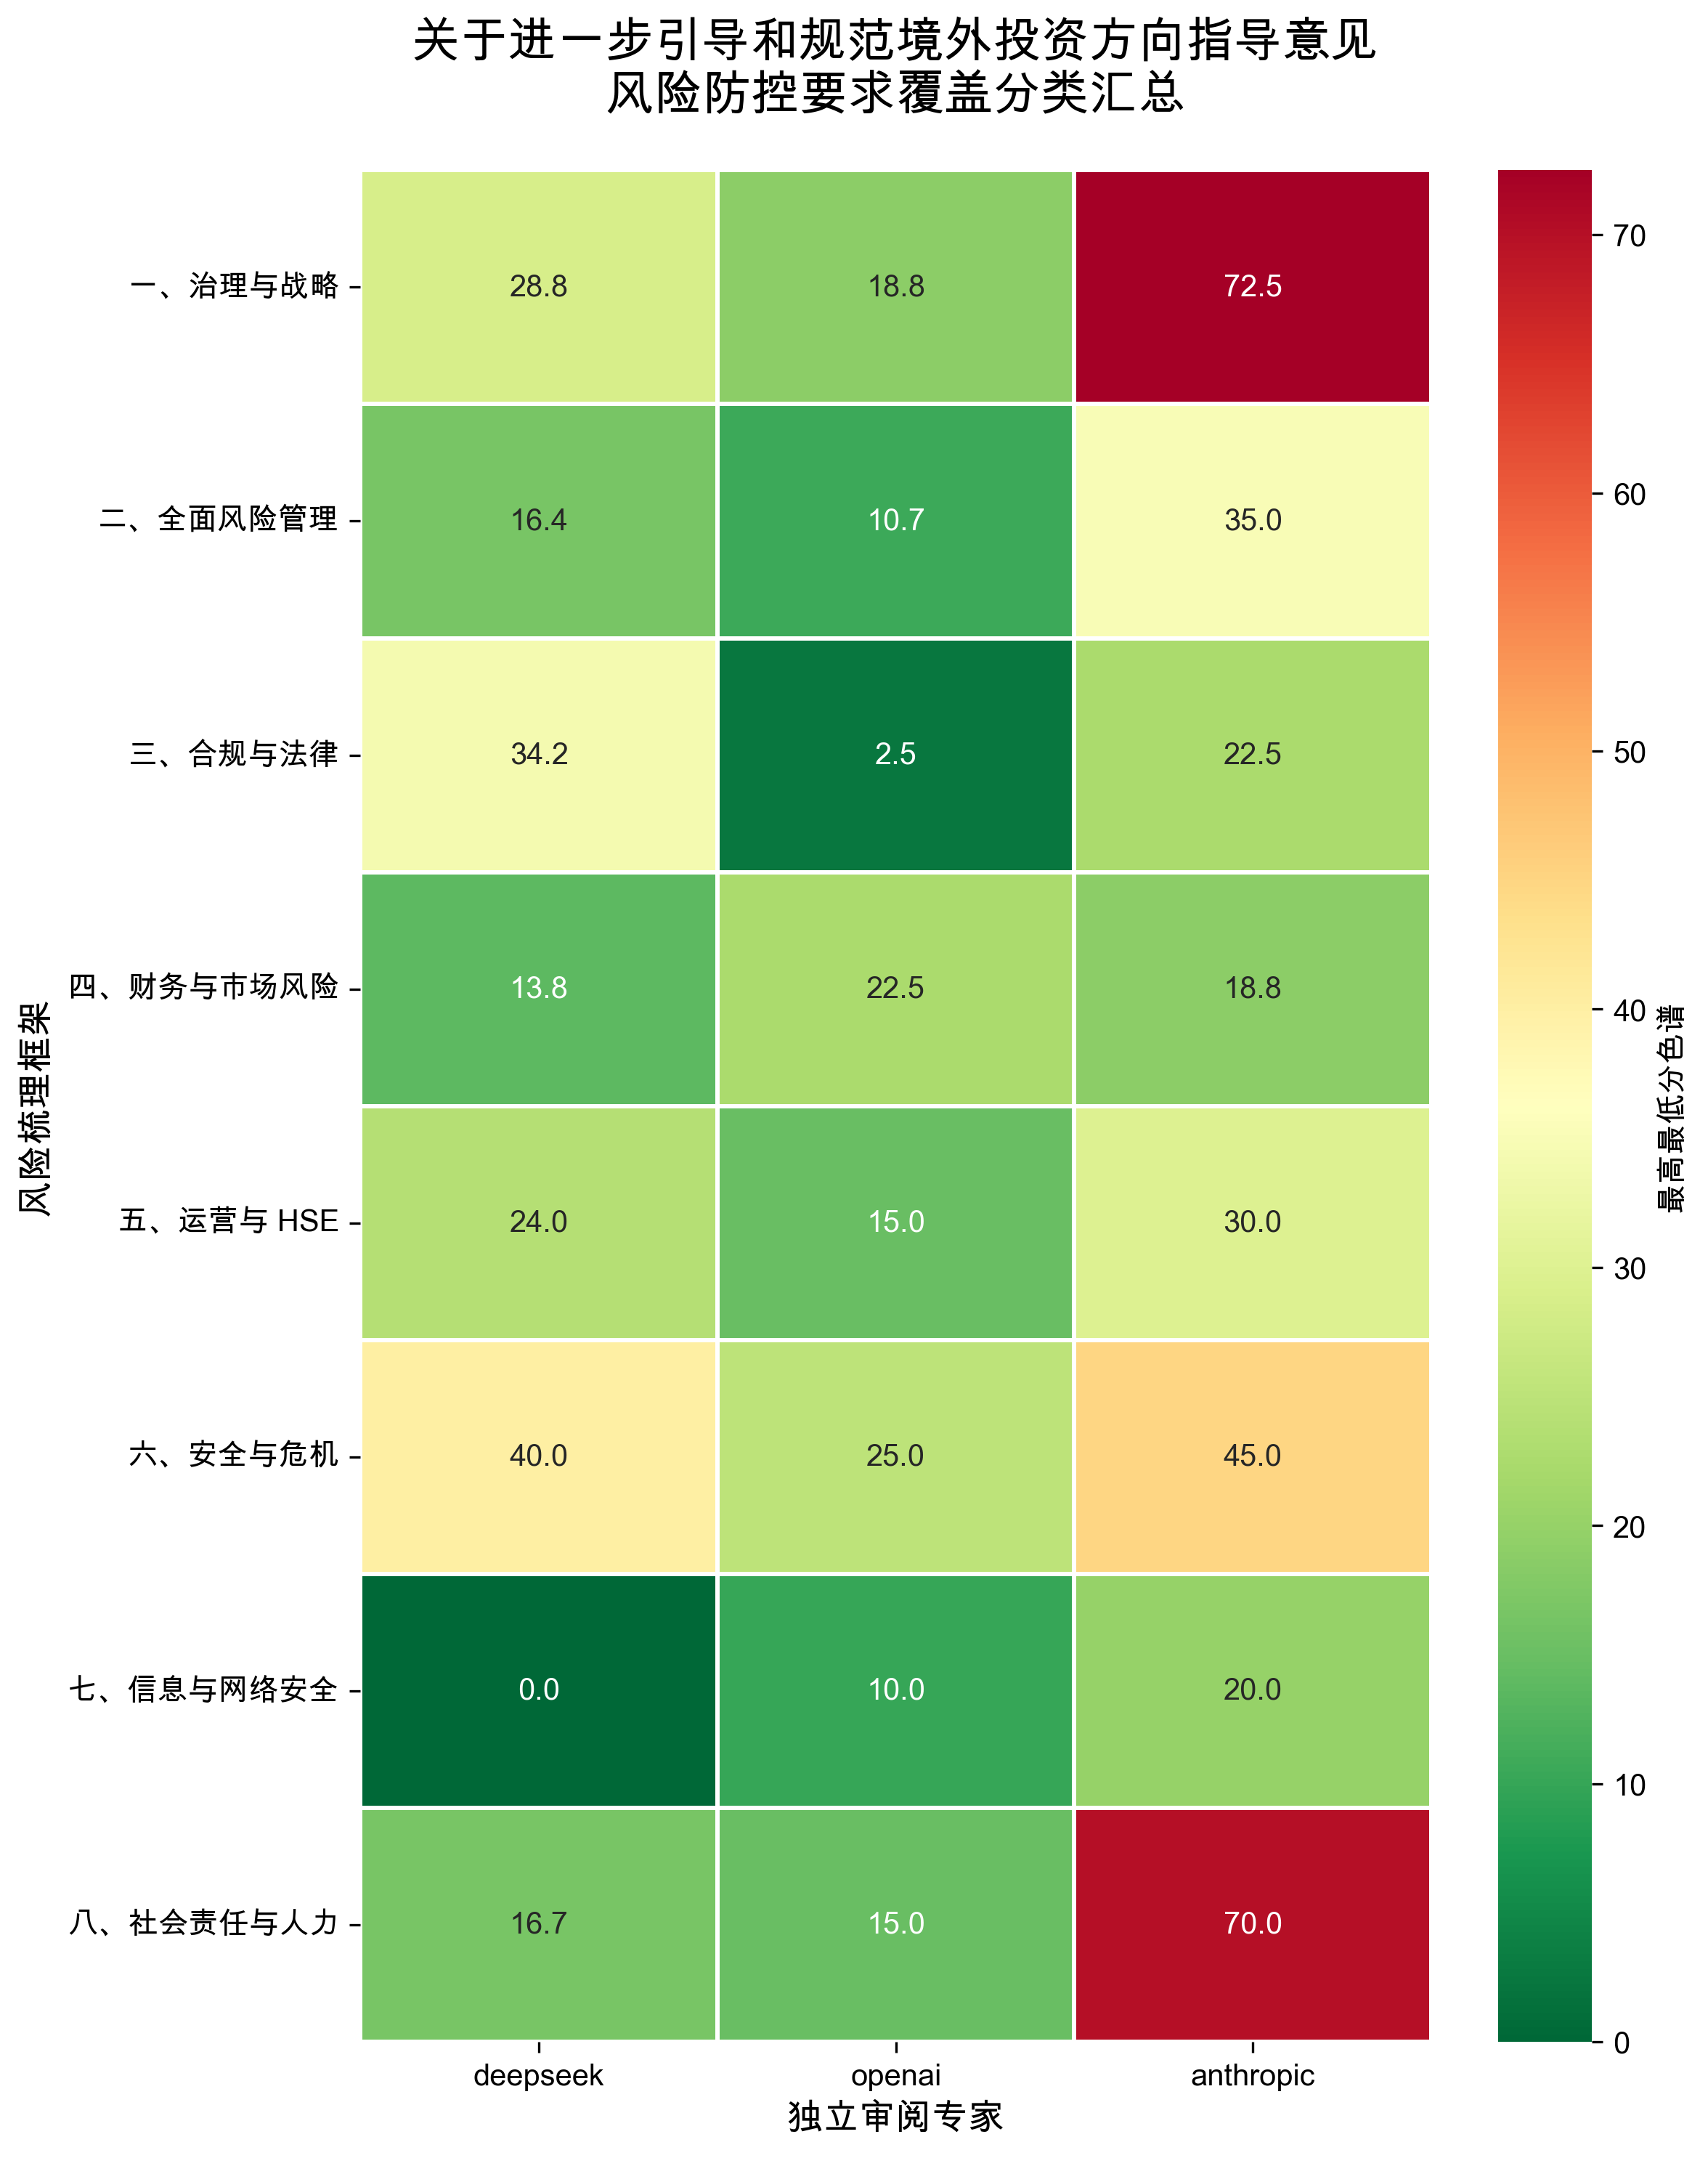 关于进一步引导和规范境外投资方向指导意见
风险防控要求覆盖分类汇总
风险梳理框架
一、治理与战略 28.8 18.8 72.5
二、全面风险管理 16.4 10.7 35.0
三、合规与法律 34.2 2.5 22.5
四、财务与市场风险 13.8 22.5 18.8
五、运营与 HSE 24.0 15.0 30.0
六、安全与危机 40.0 25.0 45.0
七、信息与网络安全 0.0 10.0 20.0
八、社会责任与人力 16.7 15.0 70.0
deepseek openai anthropic
独立审阅专家
70
60
50
40
30
20
10
0
最高最低分色谱